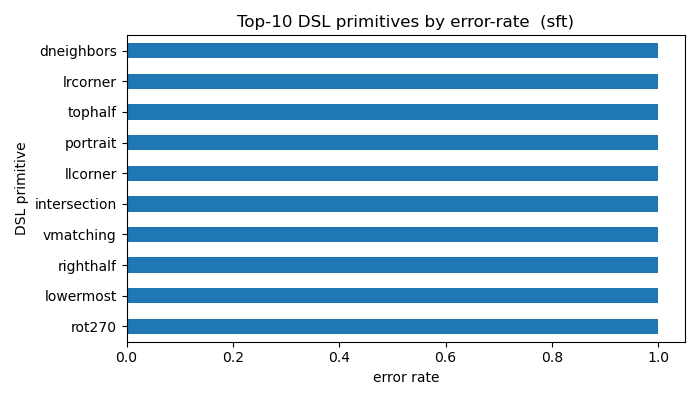 Top-10 DSL primitives by error-rate  (sft)
DSL primitive
dneighbors
lrcorner
tophalf
portrait
llcorner
intersection
vmatching
righthalf
lowermost
rot270
0.0 0.2 0.4 0.6 0.8 1.0
error rate